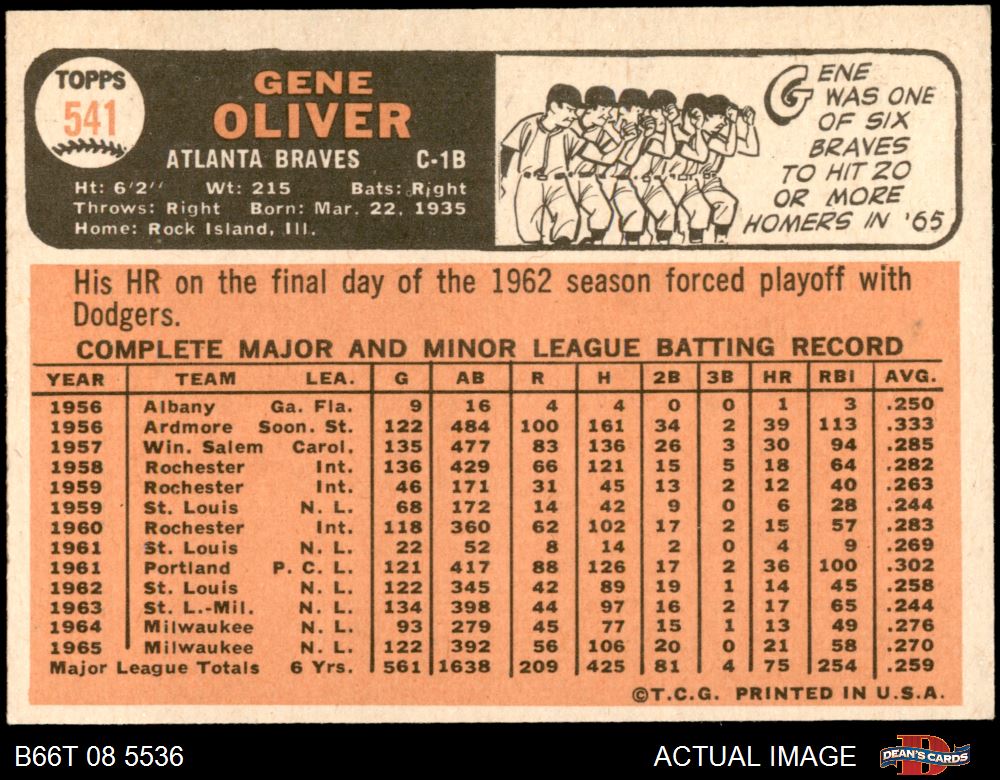 TOPPS
541
GENE
OLIVER
ATLANTA BRAVES C-1B
Ht: 6'2'' Wt: 215 Bats: Right
Throws: Right Born: Mar. 22, 1935
Home: Rock Island, Ill.
GENE
WAS ONE
OF SIX
BRAVES
TO HIT 20
OR MORE
HOMERS IN '65
His HR on the final day of the 1962 season forced playoff with
Dodgers.
COMPLETE MAJOR AND MINOR LEAGUE BATTING RECORD
YEAR TEAM LEA. G AB R H 2B 3B HR RBI AVG.
1956 Albany Ga. Fla. 9 16 4 4 0 0 1 3 .250
1956 Ardmore Soon. St. 122 484 100 161 34 2 39 113 .333
1957 Win. Salem Carol. 135 477 83 136 26 3 30 94 .285
1958 Rochester Int. 136 429 66 121 15 5 18 64 .282
1959 Rochester Int. 46 171 31 45 13 2 12 40 .263
1959 St. Louis N. L. 68 172 14 42 9 0 6 28 .244
1960 Rochester Int. 118 360 62 102 17 2 15 57 .283
1961 St. Louis N. L. 22 52 8 14 2 0 4 9 .269
1961 Portland P. C. L. 121 417 88 126 17 2 36 100 .302
1962 St. Louis N. L. 122 345 42 89 19 1 14 45 .258
1963 St. L.-Mil. N. L. 134 398 44 97 16 2 17 65 .244
1964 Milwaukee N. L. 93 279 45 77 15 1 13 49 .276
1965 Milwaukee N. L. 122 392 56 106 20 0 21 58 .270
Major League Totals 6 Yrs. 561 1638 209 425 81 4 75 254 .259
©T.C.G. PRINTED IN U.S.A.
B66T 08 5536 ACTUAL IMAGE DEAN'S CARDS